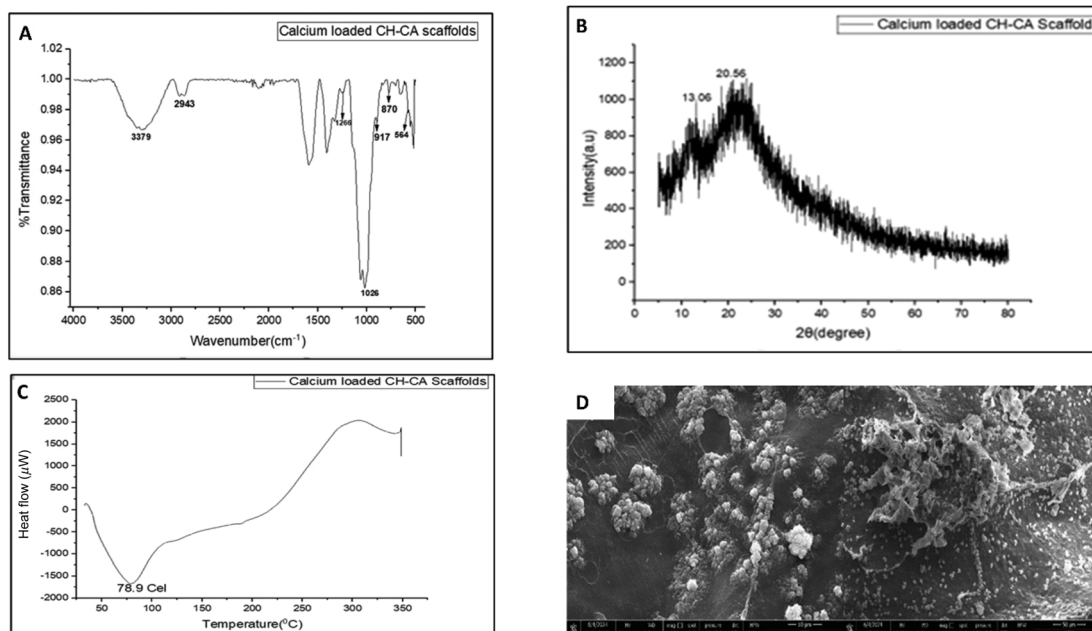 A
Calcium loaded CH-CA scaffolds
1.02
1.00
0.98
0.96
0.94
0.92
0.90
0.88
0.86
%Transmittance
3379
2943
1266
870
917
564
1026
4000 3500 3000 2500 2000 1500 1000 500
Wavenumber(cm-1)
B
Calcium loaded CH-CA Scaffold
1200
1000
800
600
400
200
0
Intensity(a.u)
13.06
20.56
0 10 20 30 40 50 60 70 80
2θ(degree)
C
Calcium loaded CH-CA Scaffolds
2500
2000
1500
1000
500
0
-500
-1000
-1500
-2000
Heat flow (µW)
78.9 Cel
50 100 150 200 250 300 350
Temperature(⁰C)
D